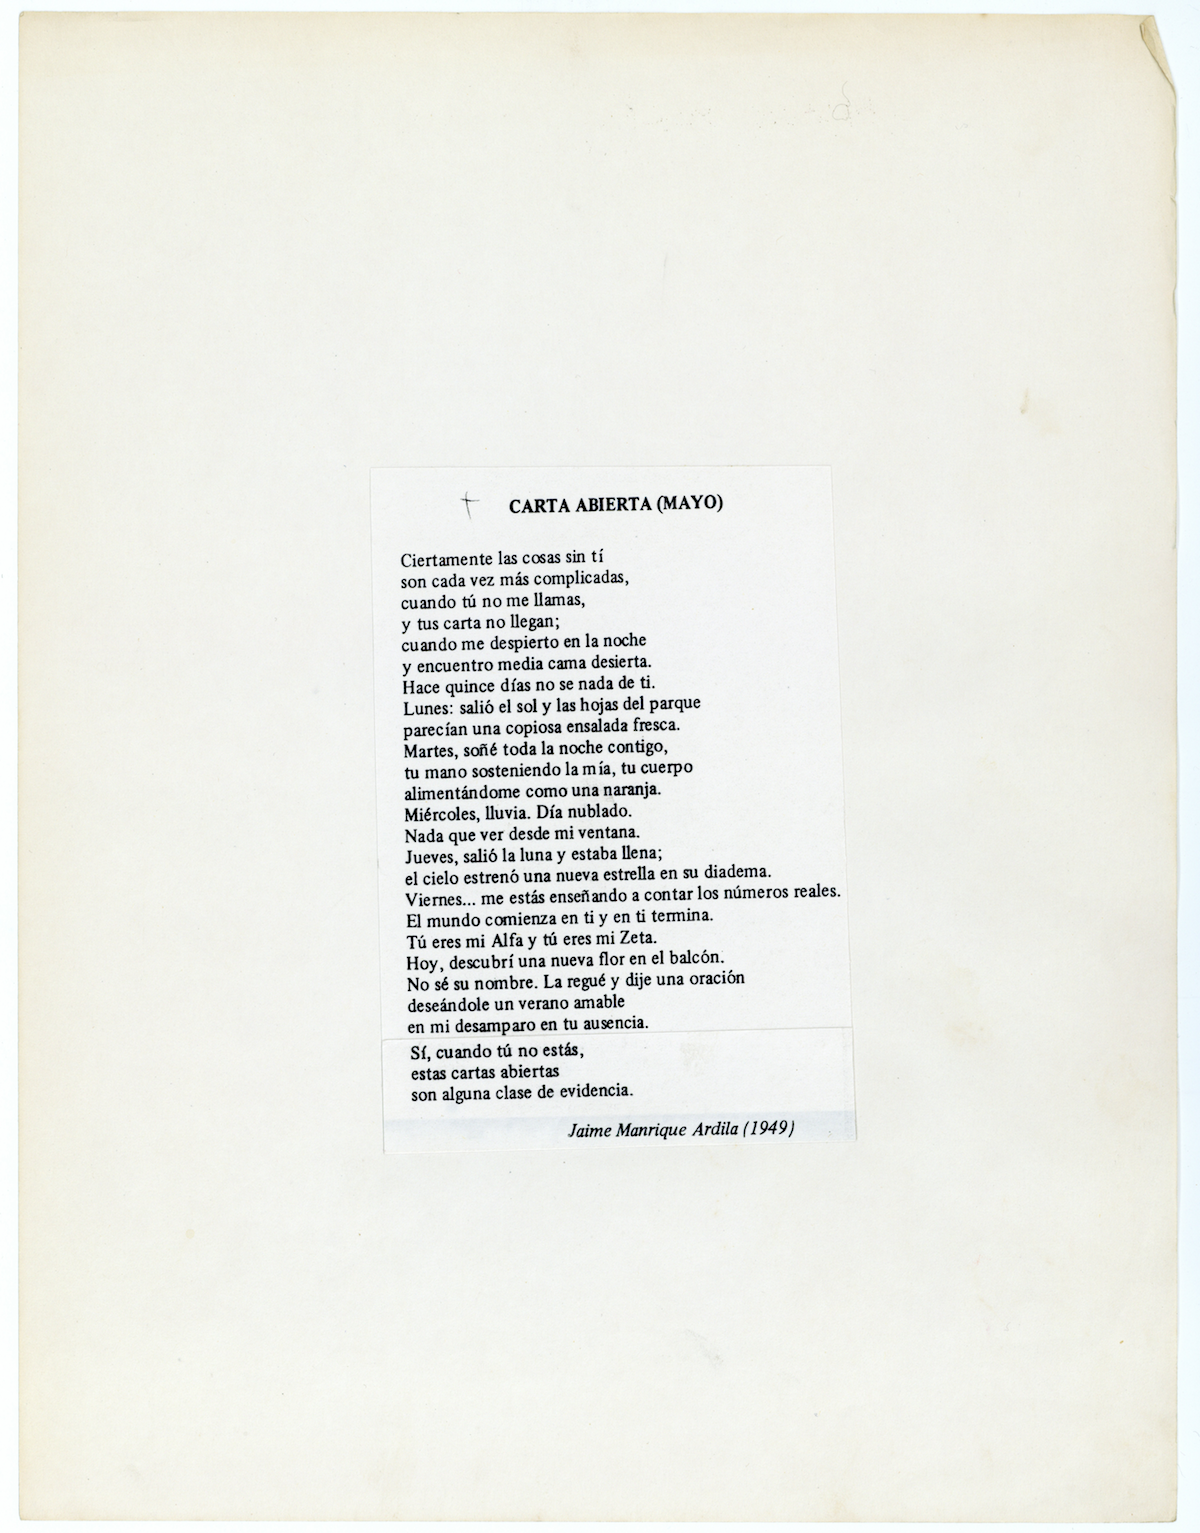 CARTA ABIERTA (MAYO)
Ciertamente las cosas sin tí
son cada vez más complicadas,
cuando tú no me llamas,
y tus carta no llegan;
cuando me despierto en la noche
y encuentro media cama desierta.
Hace quince días no se nada de ti.
Lunes: salió el sol y las hojas del parque
parecían una copiosa ensalada fresca.
Martes, soñé toda la noche contigo,
tu mano sosteniendo la mía, tu cuerpo
alimentándome como una naranja.
Miércoles, lluvia. Día nublado.
Nada que ver desde mi ventana.
Jueves, salió la luna y estaba llena;
el cielo estrenó una nueva estrella en su diadema.
Viernes... me estás enseñando a contar los números reales.
El mundo comienza en ti y en ti termina.
Tú eres mi Alfa y tú eres mi Zeta.
Hoy, descubrí una nueva flor en el balcón.
No sé su nombre. La regué y dije una oración
deseándole un verano amable
en mi desamparo en tu ausencia.
Sí, cuando tú no estás,
estas cartas abiertas
son alguna clase de evidencia.
Jaime Manrique Ardila (1949)